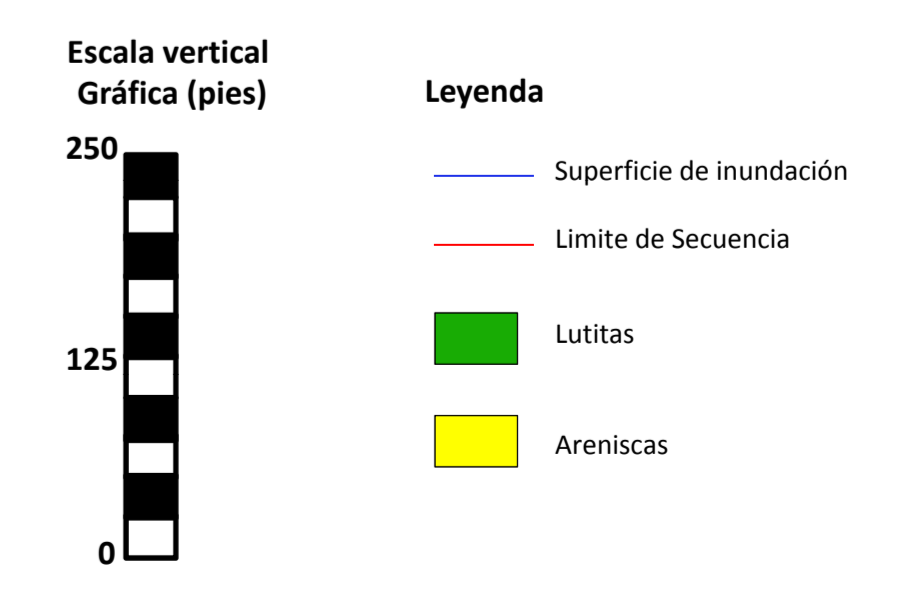 Escala vertical
Gráfica (pies)
250
125
0
Leyenda
Superficie de inundación
Limite de Secuencia
Lutitas
Areniscas